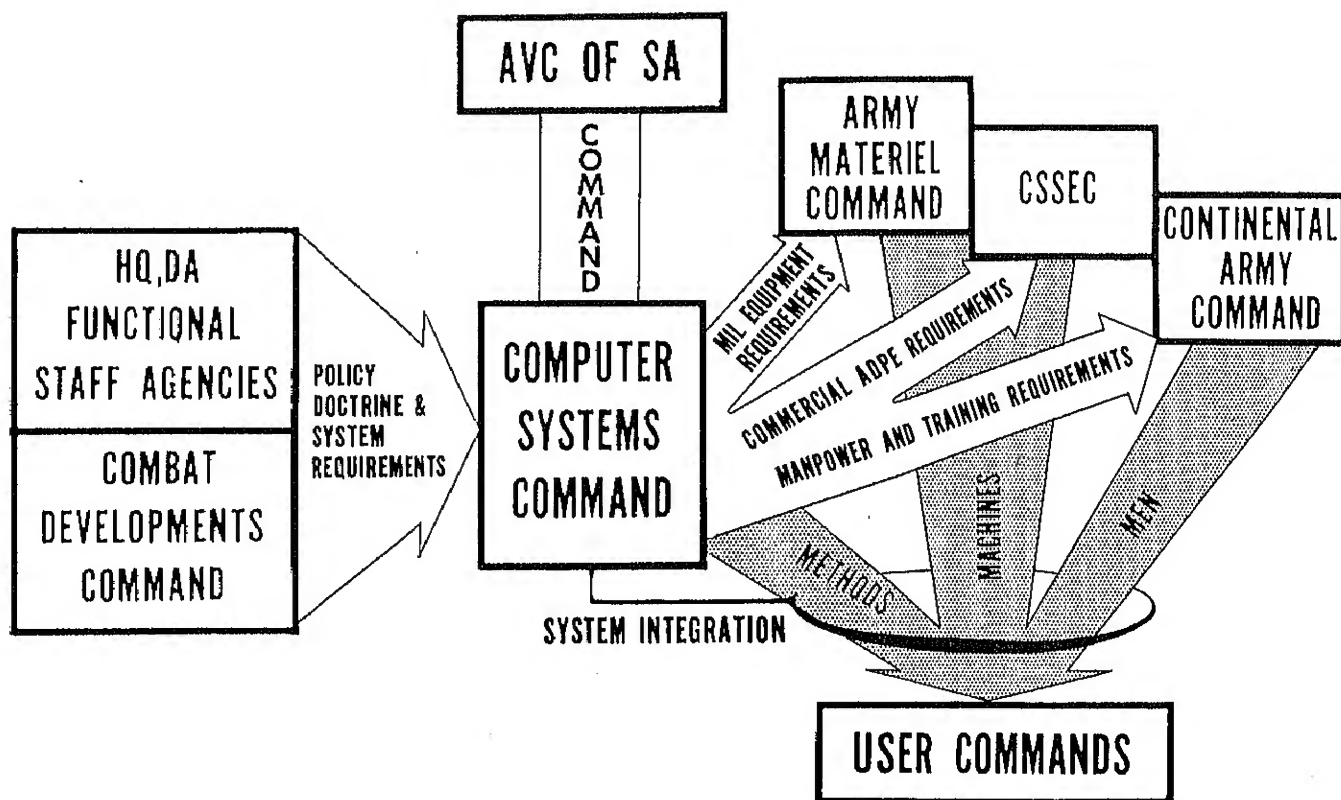 AVC OF SA
COMMAND
ARMY
MATERIEL
COMMAND
CSSEC
CONTINENTAL
ARMY
COMMAND
HQ,DA
FUNCTIONAL
STAFF AGENCIES
COMBAT
DEVELOPMENTS
COMMAND
POLICY
DOCTRINE &
SYSTEM
REQUIREMENTS
COMPUTER
SYSTEMS
COMMAND
MIL EQUIPMENT
REQUIREMENTS
COMMERCIAL ADPE REQUIREMENTS
MANPOWER AND TRAINING REQUIREMENTS
METHODS
MACHINES
MEN
SYSTEM INTEGRATION
USER COMMANDS